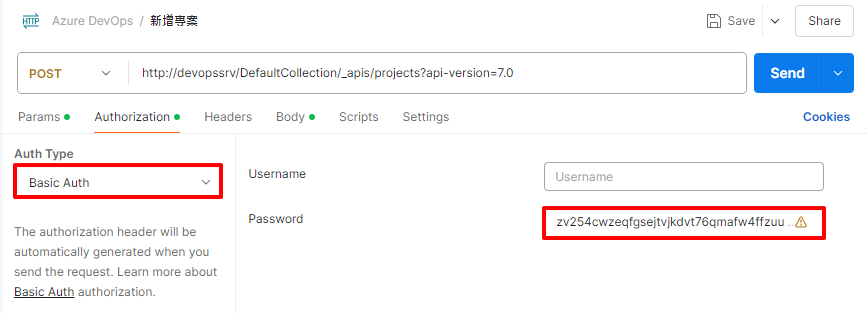 HTTP Azure DevOps / 新增專案 Save Share
POST http://devopssrv/DefaultCollection/_apis/projects?api-version=7.0 Send
Params Authorization Headers Body Scripts Settings Cookies
Auth Type
Basic Auth
The authorization header will be
automatically generated when you
send the request. Learn more about
Basic Auth authorization.
Username Username
Password zv254cwzeqfgsejtvjkdvt76qmafw4ffzuu ...